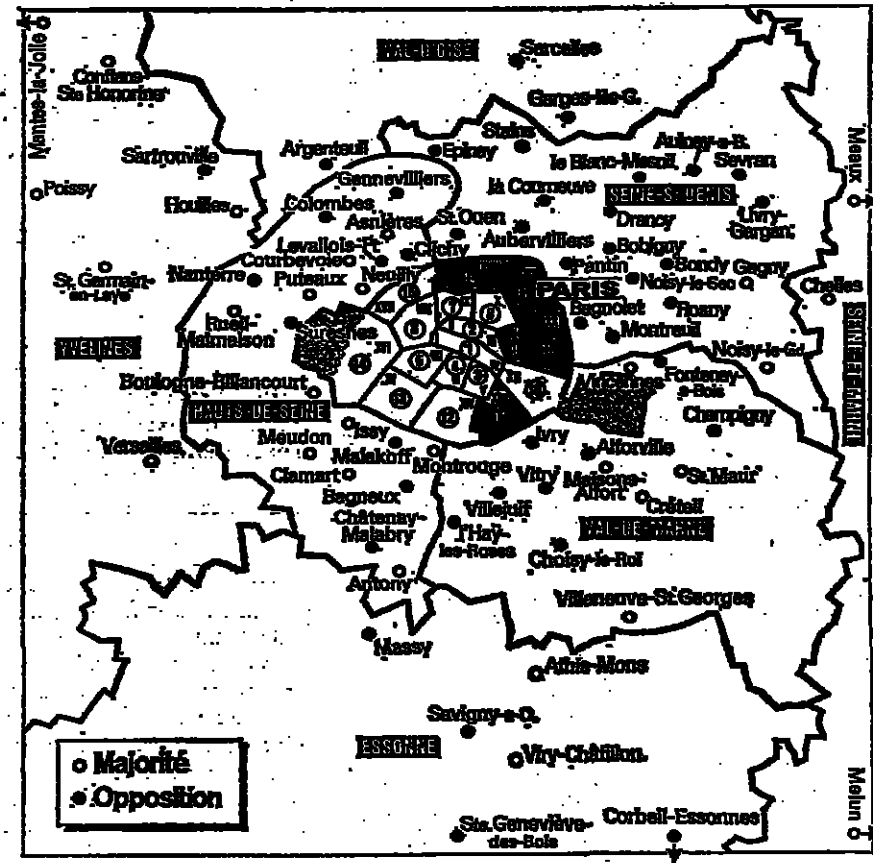 VAL-D'OISE
Sarcelles
Mantes-la-Jolie
Conflans-
Ste Honorine
Garges-lès-G.
Stains
Argenteuil
Epinay
Aulnay-s-B.
Sartrouville
le Blanc-Mesnil
Sevran
Meaux
Gennevilliers
Poissy
la Courneuve
SEINE-S-DENIS
Houilles
Colombes
Asnières
St.Ouen
Drancy
Livry-
Gargan
Levallois-Pt
Clichy
Aubervilliers
Bobigny
Courbevoie
St.Germain-
en-Laye
Nanterre
Puteaux
Neuilly
Pantin
Bondy
Gagny
Noisy-le-Sec
Chelles
PARIS
Rueil-
Malmaison
Suresnes
Bagnolet
Rosny
Montreuil
YVELINES
Noisy-le-Gd
SEINE-ET-MARNE
Boulogne-Billancourt
Vincennes
Fontenay-
s-Bois
HAUTS-DE-SEINE
Champigny
Versailles
Meudon
Issy
Ivry
Alforville
Malakoff
Montrouge
Clamart
Vitry
Maisons-
Alfort
St.Maur
Bagneux
Villejuif
Créteil
Châtenay-
Malabry
l'Hay-
les-Roses
VAL-DE-MARNE
Choisy-le-Roi
Antony
Villeneuve-St.Georges
Massy
Athis-Mons
Savigny-s-O.
ESSONNE
Viry-Châtillon
Majorité
Opposition
Melun
Ste.Geneviève-
des-Bois
Corbeil-Essonnes